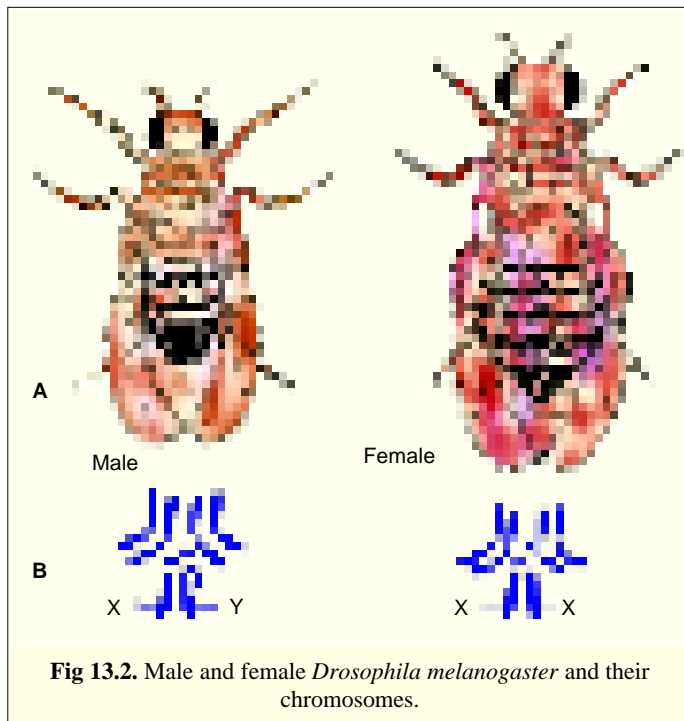 A
Male
Female
B
X
Y
X
X
Fig 13.2. Male and female Drosophila melanogaster and their
chromosomes.